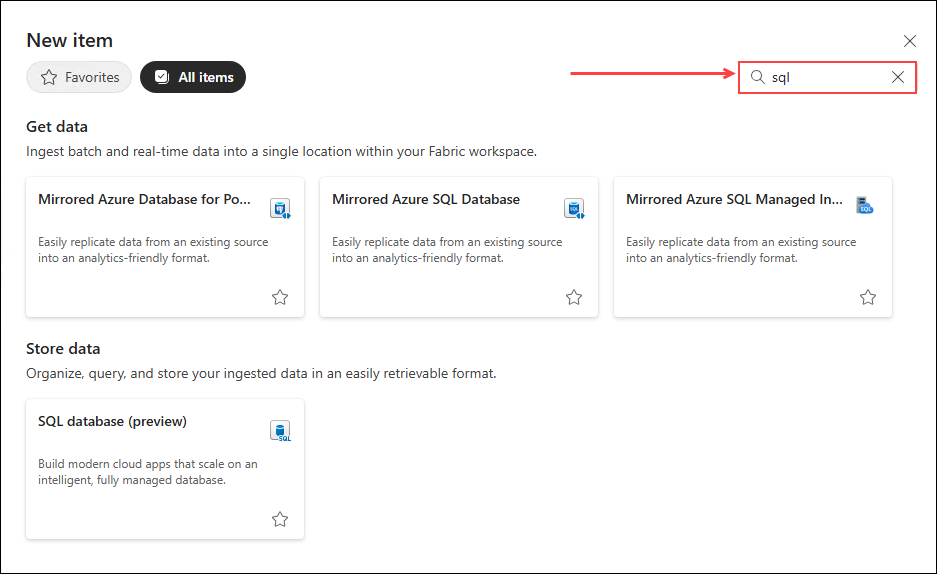 New item
Favorites
All items
sql
Get data
Ingest batch and real-time data into a single location within your Fabric workspace.
Mirrored Azure Database for Po...
Easily replicate data from an existing source
into an analytics-friendly format.
Mirrored Azure SQL Database
SQL
Easily replicate data from an existing source
into an analytics-friendly format.
Mirrored Azure SQL Managed In...
SQL
Easily replicate data from an existing source
into an analytics-friendly format.
Store data
Organize, query, and store your ingested data in an easily retrievable format.
SQL database (preview)
SQL
Build modern cloud apps that scale on an
intelligent, fully managed database.